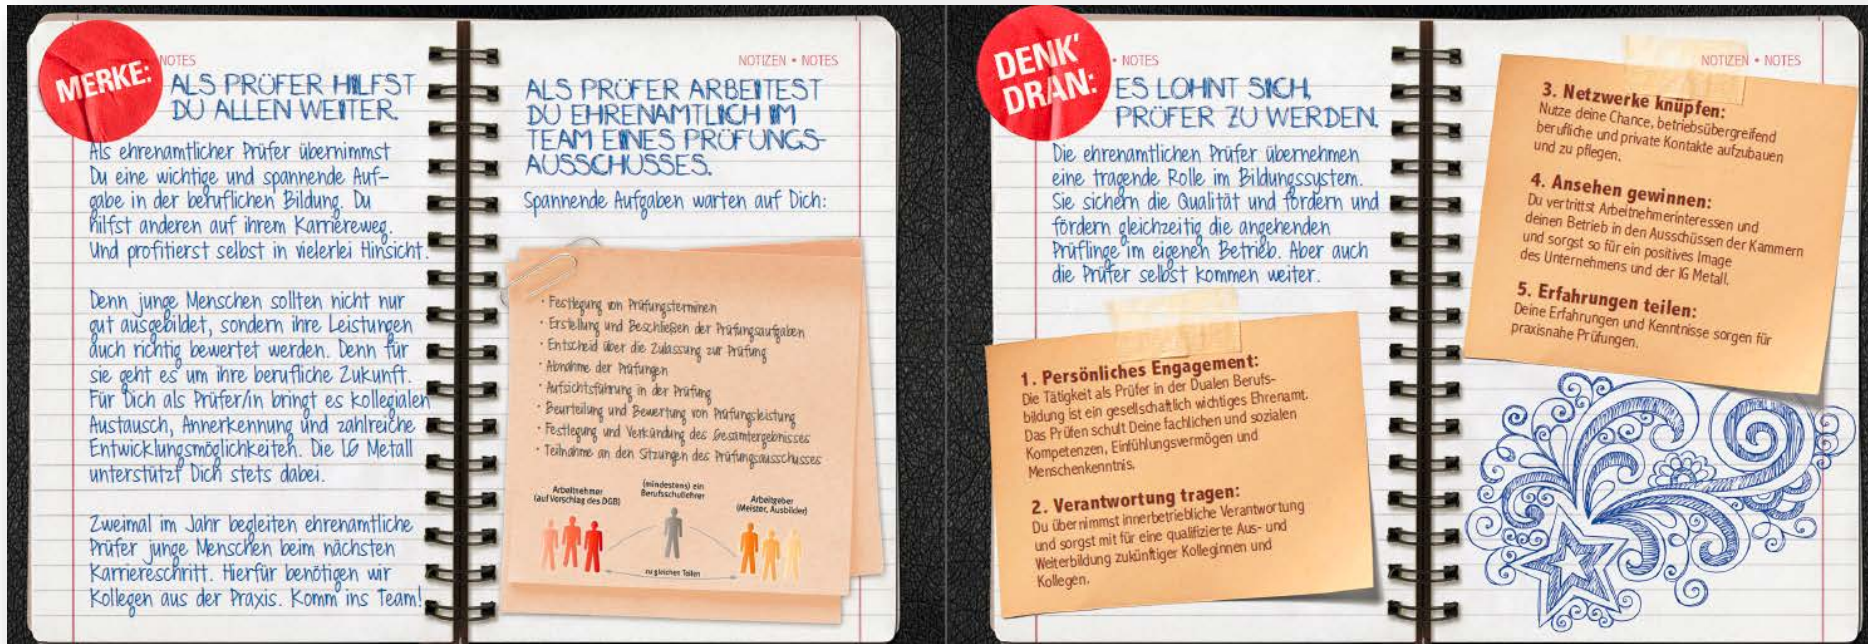 MERKE:
NOTES
ALS PRÜFER HILFST
DU ALLEN WEITER.
Als ehrenamtlicher Prüfer übernimmst
Du eine wichtige und spannende Auf-
gabe in der beruflichen Bildung. Du
hilfst anderen auf ihrem Karriereweg.
Und profitierst selbst in vielerlei Hinsicht.
Denn junge Menschen sollten nicht nur
gut ausgebildet, sondern ihre Leistungen
auch richtig bewertet werden. Denn für
sie geht es um ihre berufliche Zukunft.
Für Dich als Prüfer/in bringt es kollegialen
Austausch, Annerkennung und zahlreiche
Entwicklungsmöglichkeiten. Die IG Metall
unterstützt Dich stets dabei.
Zweimal im Jahr begleiten ehrenamtliche
Prüfer junge Menschen beim nächsten
Karriereschritt. Hierfür benötigen wir
Kollegen aus der Praxis. Komm ins Team!
NOTIZEN • NOTES
ALS PRÜFER ARBEITEST
DU EHRENAMTLICH IM
TEAM EINES PRÜFUNGS-
AUSSCHUSSES.
Spannende Aufgaben warten auf Dich:
· Festlegung von Prüfungsterminen
· Erstellung und Beschließen der Prüfungsaufgaben
· Entscheid über die Zulassung zur Prüfung
· Abnahme der Prüfungen
· Aufsichtsführung in der Prüfung
· Beurteilung und Bewertung von Prüfungsleistung
· Festlegung und Verkündung des Gesamtergebnisses
· Teilnahme an den Sitzungen des Prüfungsausschusses
Arbeitnehmer
(auf Vorschlag des DGB)
(mindestens) ein
Berufsschullehrer
Arbeitgeber
(Meister, Ausbilder)
zu gleichen Teilen
DENK'
DRAN:
• NOTES
ES LOHNT SICH,
PRÜFER ZU WERDEN.
Die ehrenamtlichen Prüfer übernehmen
eine tragende Rolle im Bildungssystem.
Sie sichern die Qualität und fordern und
fördern gleichzeitig die angehenden
Prüflinge im eigenen Betrieb. Aber auch
die Prüfer selbst kommen weiter.
1. Persönliches Engagement:
Die Tätigkeit als Prüfer in der Dualen Berufs-
bildung ist ein gesellschaftlich wichtiges Ehrenamt.
Das Prüfen schult Deine fachlichen und sozialen
Kompetenzen, Einfühlungsvermögen und
Menschenkenntnis.
2. Verantwortung tragen:
Du übernimmst innerbetriebliche Verantwortung
und sorgst mit für eine qualifizierte Aus- und
Weiterbildung zukünftiger Kolleginnen und
Kollegen.
NOTIZEN • NOTES
3. Netzwerke knüpfen:
Nutze deine Chance, betriebsübergreifend
berufliche und private Kontakte aufzubauen
und zu pflegen.
4. Ansehen gewinnen:
Du vertrittst Arbeitnehmerinteressen und
deinen Betrieb in den Ausschüssen der Kammern
und sorgst so für ein positives Image
des Unternehmens und der IG Metall.
5. Erfahrungen teilen:
Deine Erfahrungen und Kenntnisse sorgen für
praxisnahe Prüfungen.